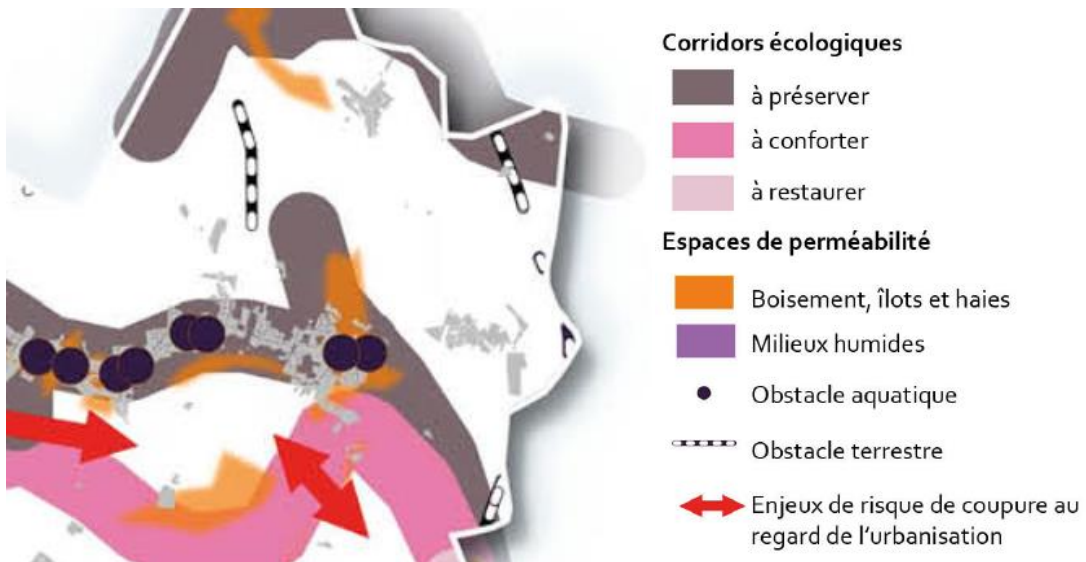 Corridors écologiques
à préserver
à conforter
à restaurer
Espaces de perméabilité
Boisement, îlots et haies
Milieux humides
Obstacle aquatique
Obstacle terrestre
Enjeux de risque de coupure au
regard de l'urbanisation